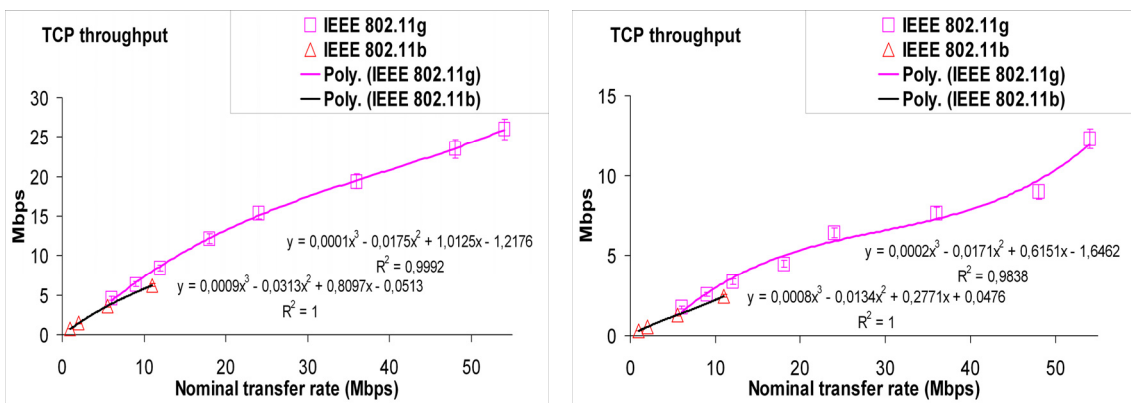 TCP throughput
IEEE 802.11g
IEEE 802.11b
Poly. (IEEE 802.11g)
Poly. (IEEE 802.11b)
30
25
20
15
10
5
0
Mbps
y = 0,0001x³ - 0,0175x² + 1,0125x - 1,2176
R² = 0,9992
y = 0,0009x³ - 0,0313x² + 0,8097x - 0,0513
R² = 1
0 10 20 30 40 50
Nominal transfer rate (Mbps)
TCP throughput
IEEE 802.11g
IEEE 802.11b
Poly. (IEEE 802.11g)
Poly. (IEEE 802.11b)
15
10
5
0
Mbps
y = 0,0002x³ - 0,0171x² + 0,6151x - 1,6462
R² = 0,9838
y = 0,0008x³ - 0,0134x² + 0,2771x + 0,0476
R² = 1
0 10 20 30 40 50
Nominal transfer rate (Mbps)